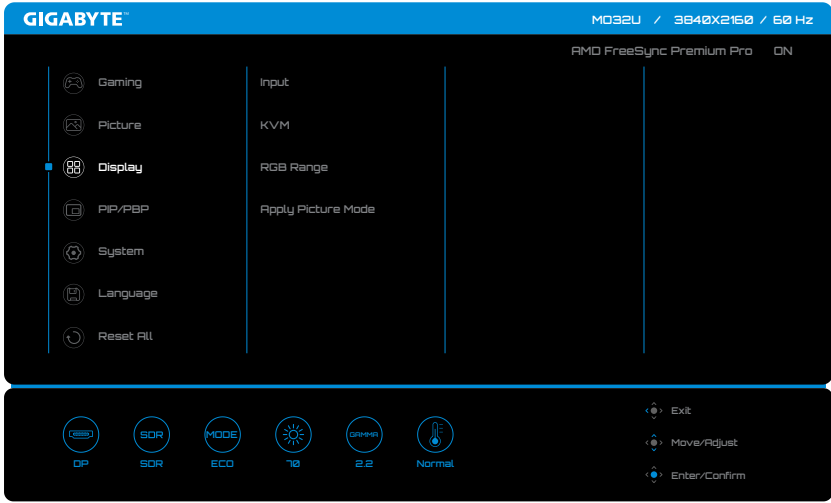 GIGABYTE™ MO32U / 3840X2160 / 60 Hz
AMD FreeSync Premium Pro ON
Gaming Input
Picture KVM
Display RGB Range
PIP/PBP Apply Picture Mode
System
Language
Reset All
Exit
SDR MODE GAMMA
Move/Adjust
DP SDR ECO 70 2.2 Normal
Enter/Confirm